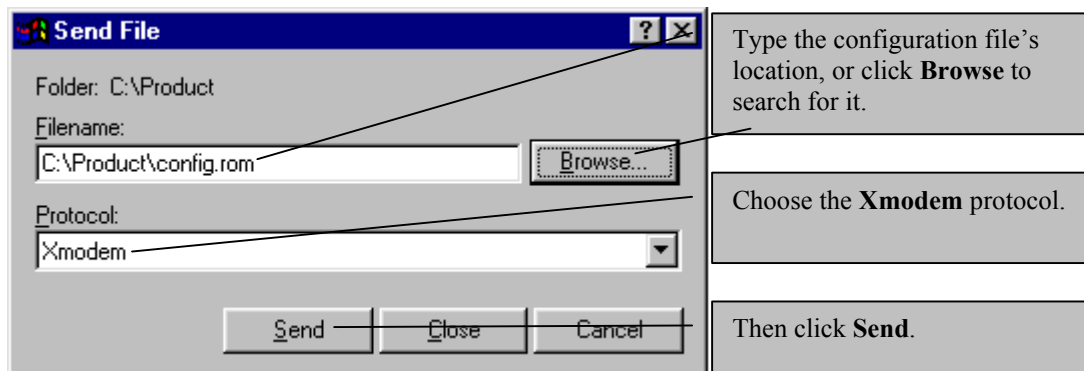 Send File
Folder: C:\Product
Filename:
C:\Product\config.rom
Browse...
Protocol:
Xmodem
Send
Close
Cancel
Type the configuration file's
location, or click Browse to
search for it.
Choose the Xmodem protocol.
Then click Send.